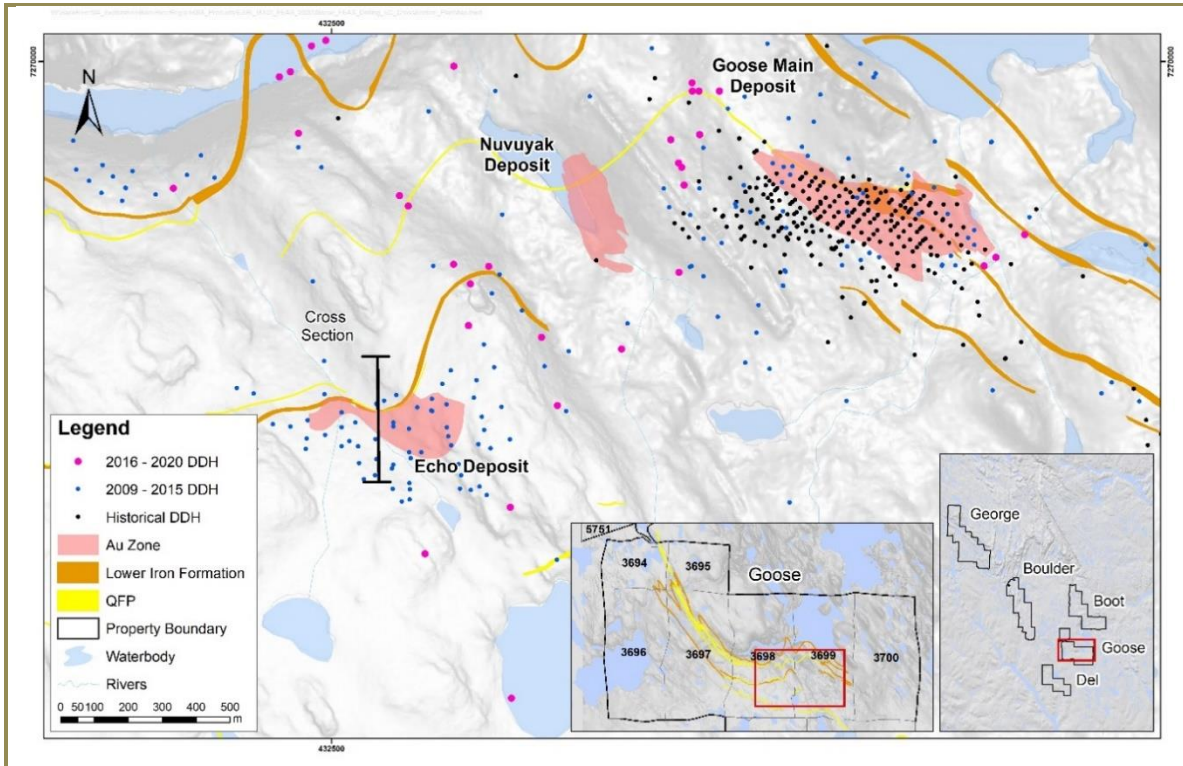 432500
7270000
7270000
N
Goose Main
Deposit
Nuvuyak
Deposit
Cross
Section
Echo Deposit
Legend
2016 - 2020 DDH
2009 - 2015 DDH
Historical DDH
Au Zone
Lower Iron Formation
QFP
Property Boundary
Waterbody
Rivers
0 50 100 200 300 400 500
m
5751
3694
3695
Goose
3696
3697
3698
3699
3700
George
Boulder
Boot
Goose
Del
432500